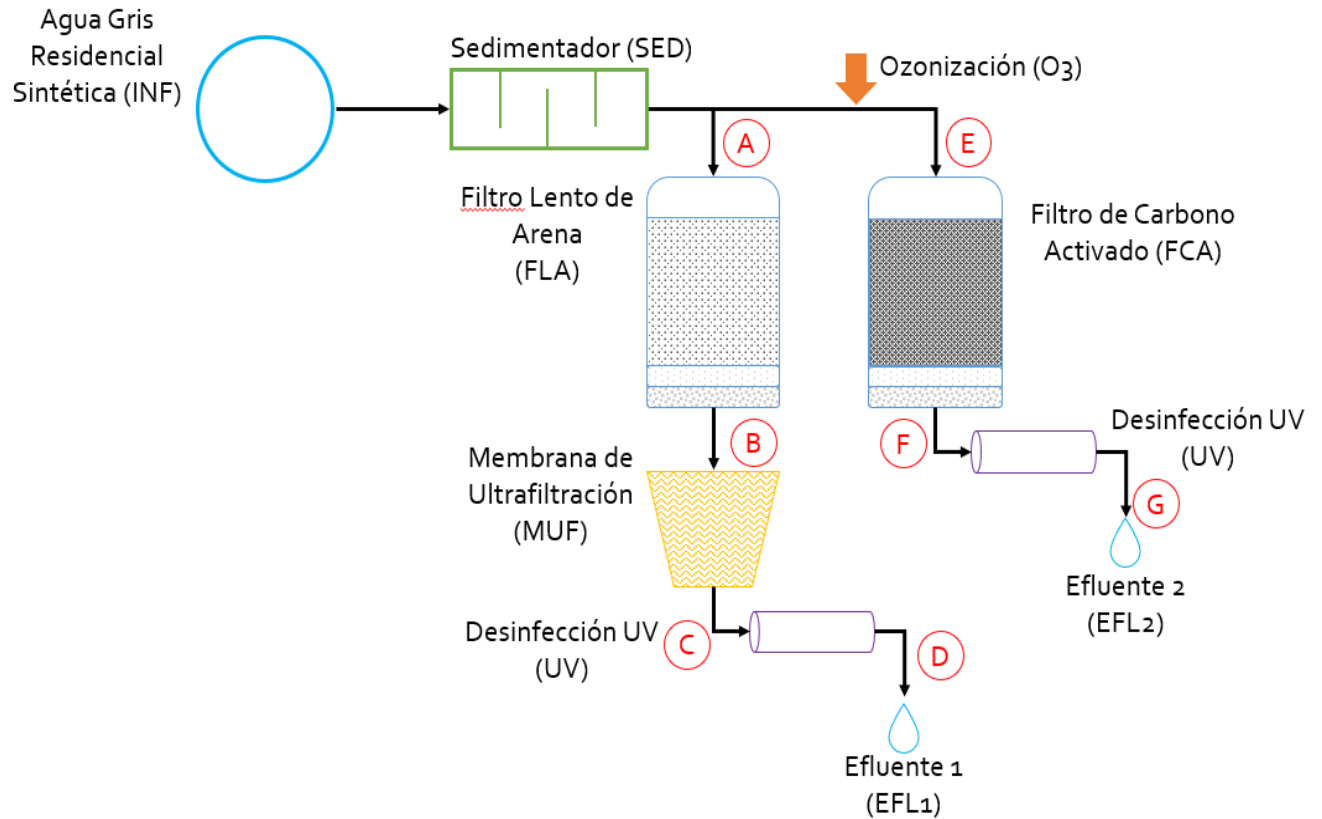 Agua Gris
Residencial
Sintética (INF)
Sedimentador (SED)
Ozonización (O3)
A
E
Filtro Lento de
Arena
(FLA)
Filtro de Carbono
Activado (FCA)
B
F
Desinfección UV
(UV)
Membrana de
Ultrafiltración
(MUF)
G
Efluente 2
(EFL2)
Desinfección UV
(UV)
C
D
Efluente 1
(EFL1)